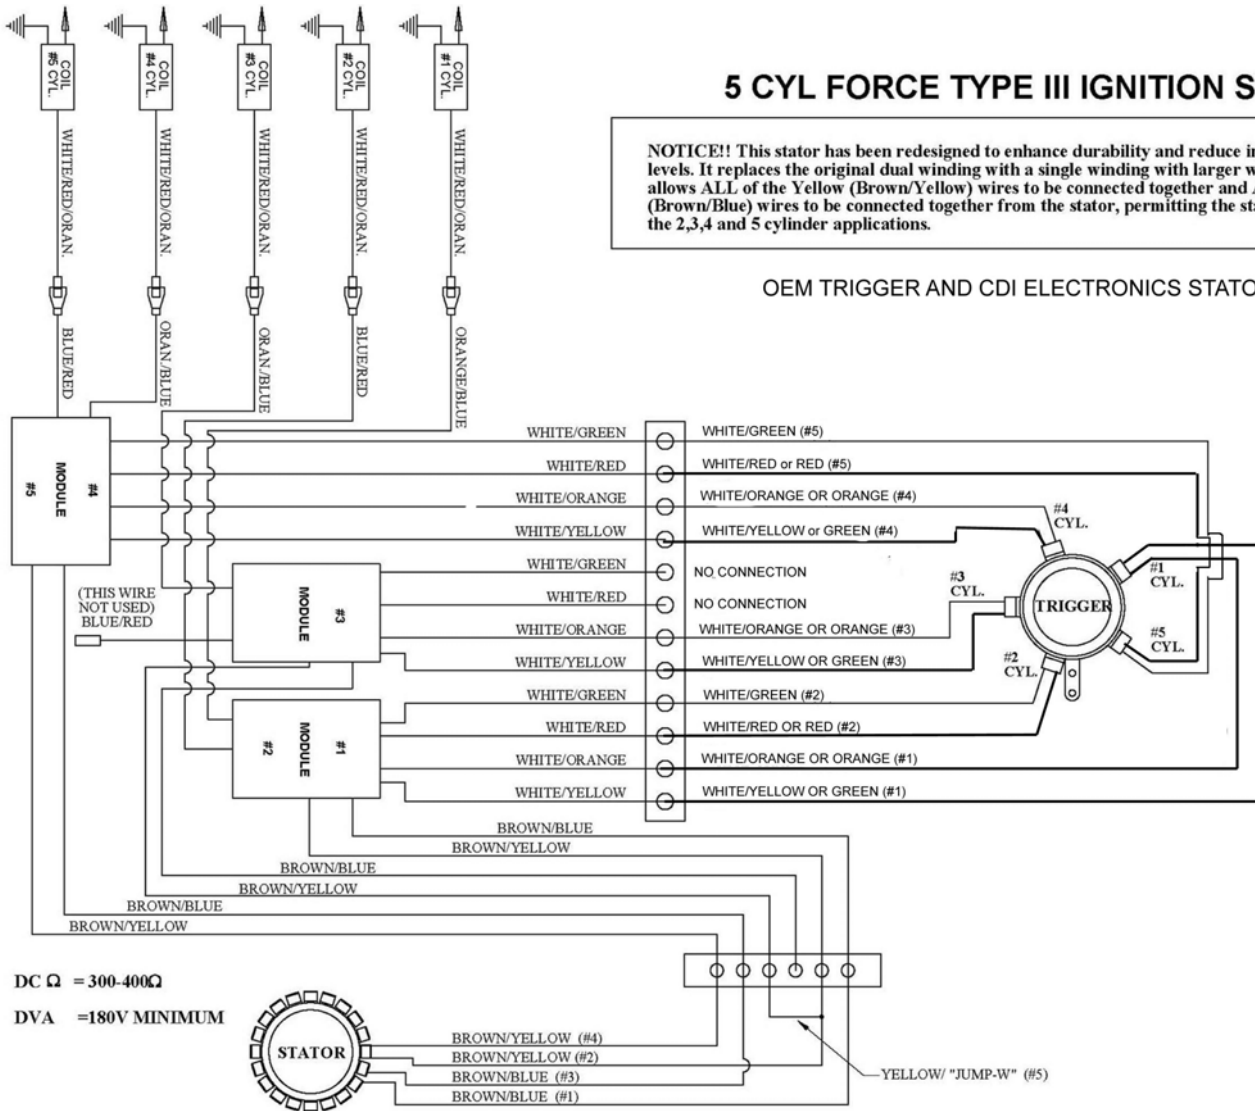 COIL
#5 CYL.
COIL
#4 CYL.
COIL
#3 CYL.
COIL
#2 CYL.
COIL
#1 CYL.
5 CYL FORCE TYPE III IGNITION S
NOTICE!! This stator has been redesigned to enhance durability and reduce in
levels. It replaces the original dual winding with a single winding with larger w
allows ALL of the Yellow (Brown/Yellow) wires to be connected together and A
(Brown/Blue) wires to be connected together from the stator, permitting the sta
the 2,3,4 and 5 cylinder applications.
WHITE/RED/ORAN.
WHITE/RED/ORAN.
WHITE/RED/ORAN.
WHITE/RED/ORAN.
WHITE/RED/ORAN.
OEM TRIGGER AND CDI ELECTRONICS STATO
BLUE/RED
ORAN./BLUE
ORAN./BLUE
BLUE/RED
ORANGE/BLUE
WHITE/GREEN
WHITE/GREEN (#5)
WHITE/RED
WHITE/RED or RED (#5)
WHITE/ORANGE
WHITE/ORANGE OR ORANGE (#4)
WHITE/YELLOW
WHITE/YELLOW or GREEN (#4)
#4
MODULE
#5
#4
CYL.
WHITE/GREEN
NO CONNECTION
WHITE/RED
NO CONNECTION
WHITE/ORANGE
WHITE/ORANGE OR ORANGE (#3)
WHITE/YELLOW
WHITE/YELLOW OR GREEN (#3)
(THIS WIRE
NOT USED)
BLUE/RED
#3
MODULE
#3
CYL.
#1
CYL.
TRIGGER
#5
CYL.
#2
CYL.
WHITE/GREEN
WHITE/GREEN (#2)
WHITE/RED
WHITE/RED OR RED (#2)
WHITE/ORANGE
WHITE/ORANGE OR ORANGE (#1)
WHITE/YELLOW
WHITE/YELLOW OR GREEN (#1)
#1
MODULE
#2
BROWN/BLUE
BROWN/YELLOW
BROWN/BLUE
BROWN/YELLOW
BROWN/BLUE
BROWN/YELLOW
DC Ω = 300-400Ω
DVA =180V MINIMUM
STATOR
BROWN/YELLOW (#4)
BROWN/YELLOW (#2)
BROWN/BLUE (#3)
BROWN/BLUE (#1)
YELLOW/ "JUMP-W" (#5)